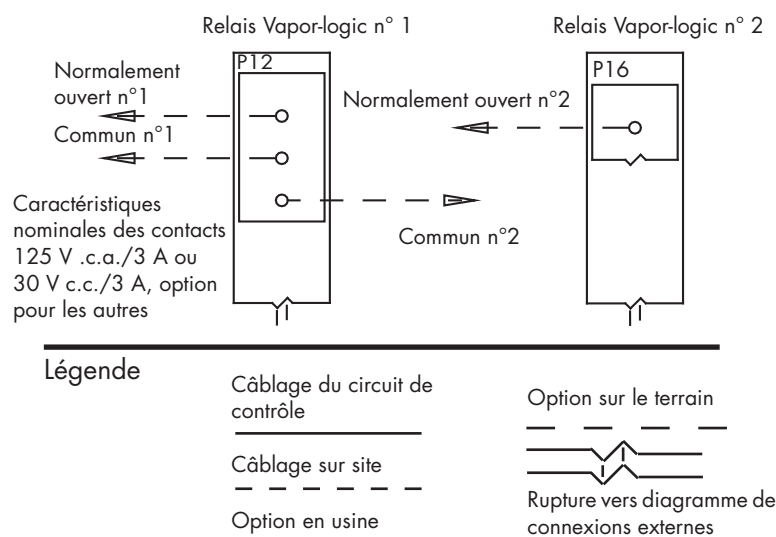 Relais Vapor-logic n° 1
Relais Vapor-logic n° 2
P12
P16
Normalement
ouvert n°1
Commun n°1
Normalement ouvert n°2
Commun n°2
Caractéristiques
nominales des contacts
125 V .c.a./3 A ou
30 V c.c./3 A, option
pour les autres
Légende
Câblage du circuit de
contrôle
Câblage sur site
Option en usine
Option sur le terrain
Rupture vers diagramme de
connexions externes